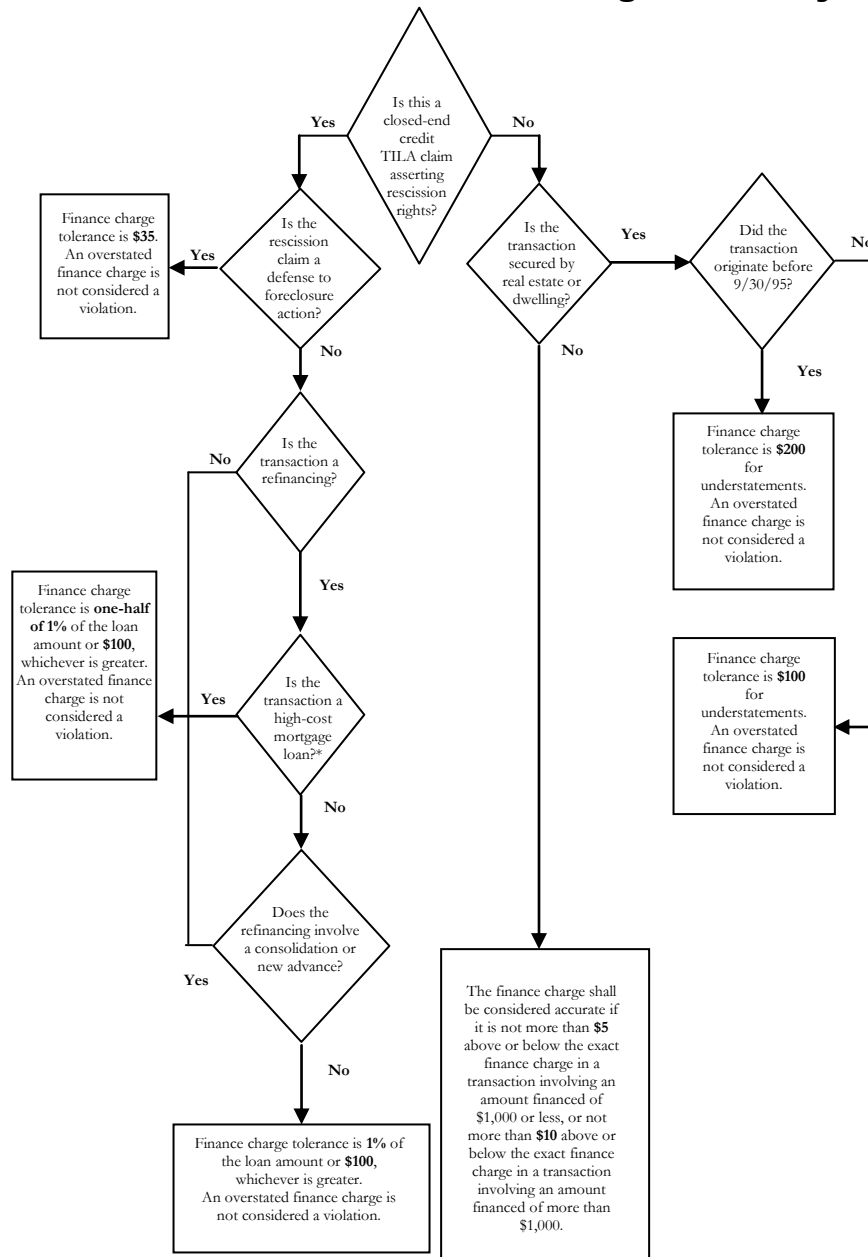 Is this a
closed-end
credit
TILA claim
asserting
rescission
rights?
Yes
No
Finance charge
tolerance is $35.
An overstated
finance charge is
not considered a
violation.
Yes
Is the
rescission
claim a
defense to
foreclosure
action?
No
Is the
transaction
secured by
real estate or
dwelling?
Yes
No
Did the
transaction
originate before
9/30/95?
No
Yes
Finance charge
tolerance is $200
for
understatements.
An overstated
finance charge is
not considered a
violation.
No
Is the
transaction a
refinancing?
Yes
Finance charge
tolerance is one-half
of 1% of the loan
amount or $100,
whichever is greater.
An overstated finance
charge is not
considered a
violation.
Yes
Is the
transaction a
high-cost
mortgage
loan?*
No
Finance charge
tolerance is $100
for
understatements.
An overstated
finance charge is
not considered a
violation.
Does the
refinancing involve
a consolidation or
new advance?
Yes
No
Finance charge tolerance is 1% of
the loan amount or $100,
whichever is greater.
An overstated finance charge is
not considered a violation.
The finance charge shall
be considered accurate if
it is not more than $5
above or below the exact
finance charge in a
transaction involving an
amount financed of
$1,000 or less, or not
more than $10 above or
below the exact finance
charge in a transaction
involving an amount
financed of more than
$1,000.